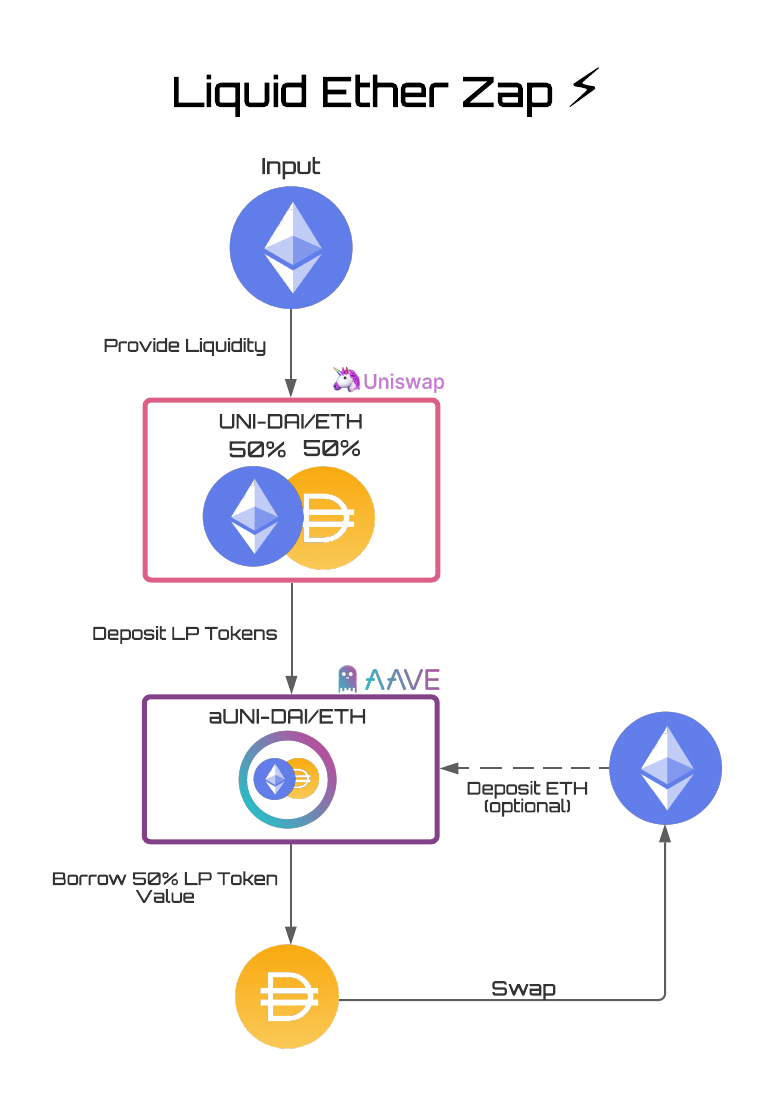 Liquid Ether Zap ⚡
Input
Provide Liquidity
Uniswap
UNI-DAI/ETH
50% 50%
Deposit LP Tokens
AAVE
aUNI-DAI/ETH
Deposit ETH
(optional)
Borrow 50% LP Token
Value
Swap